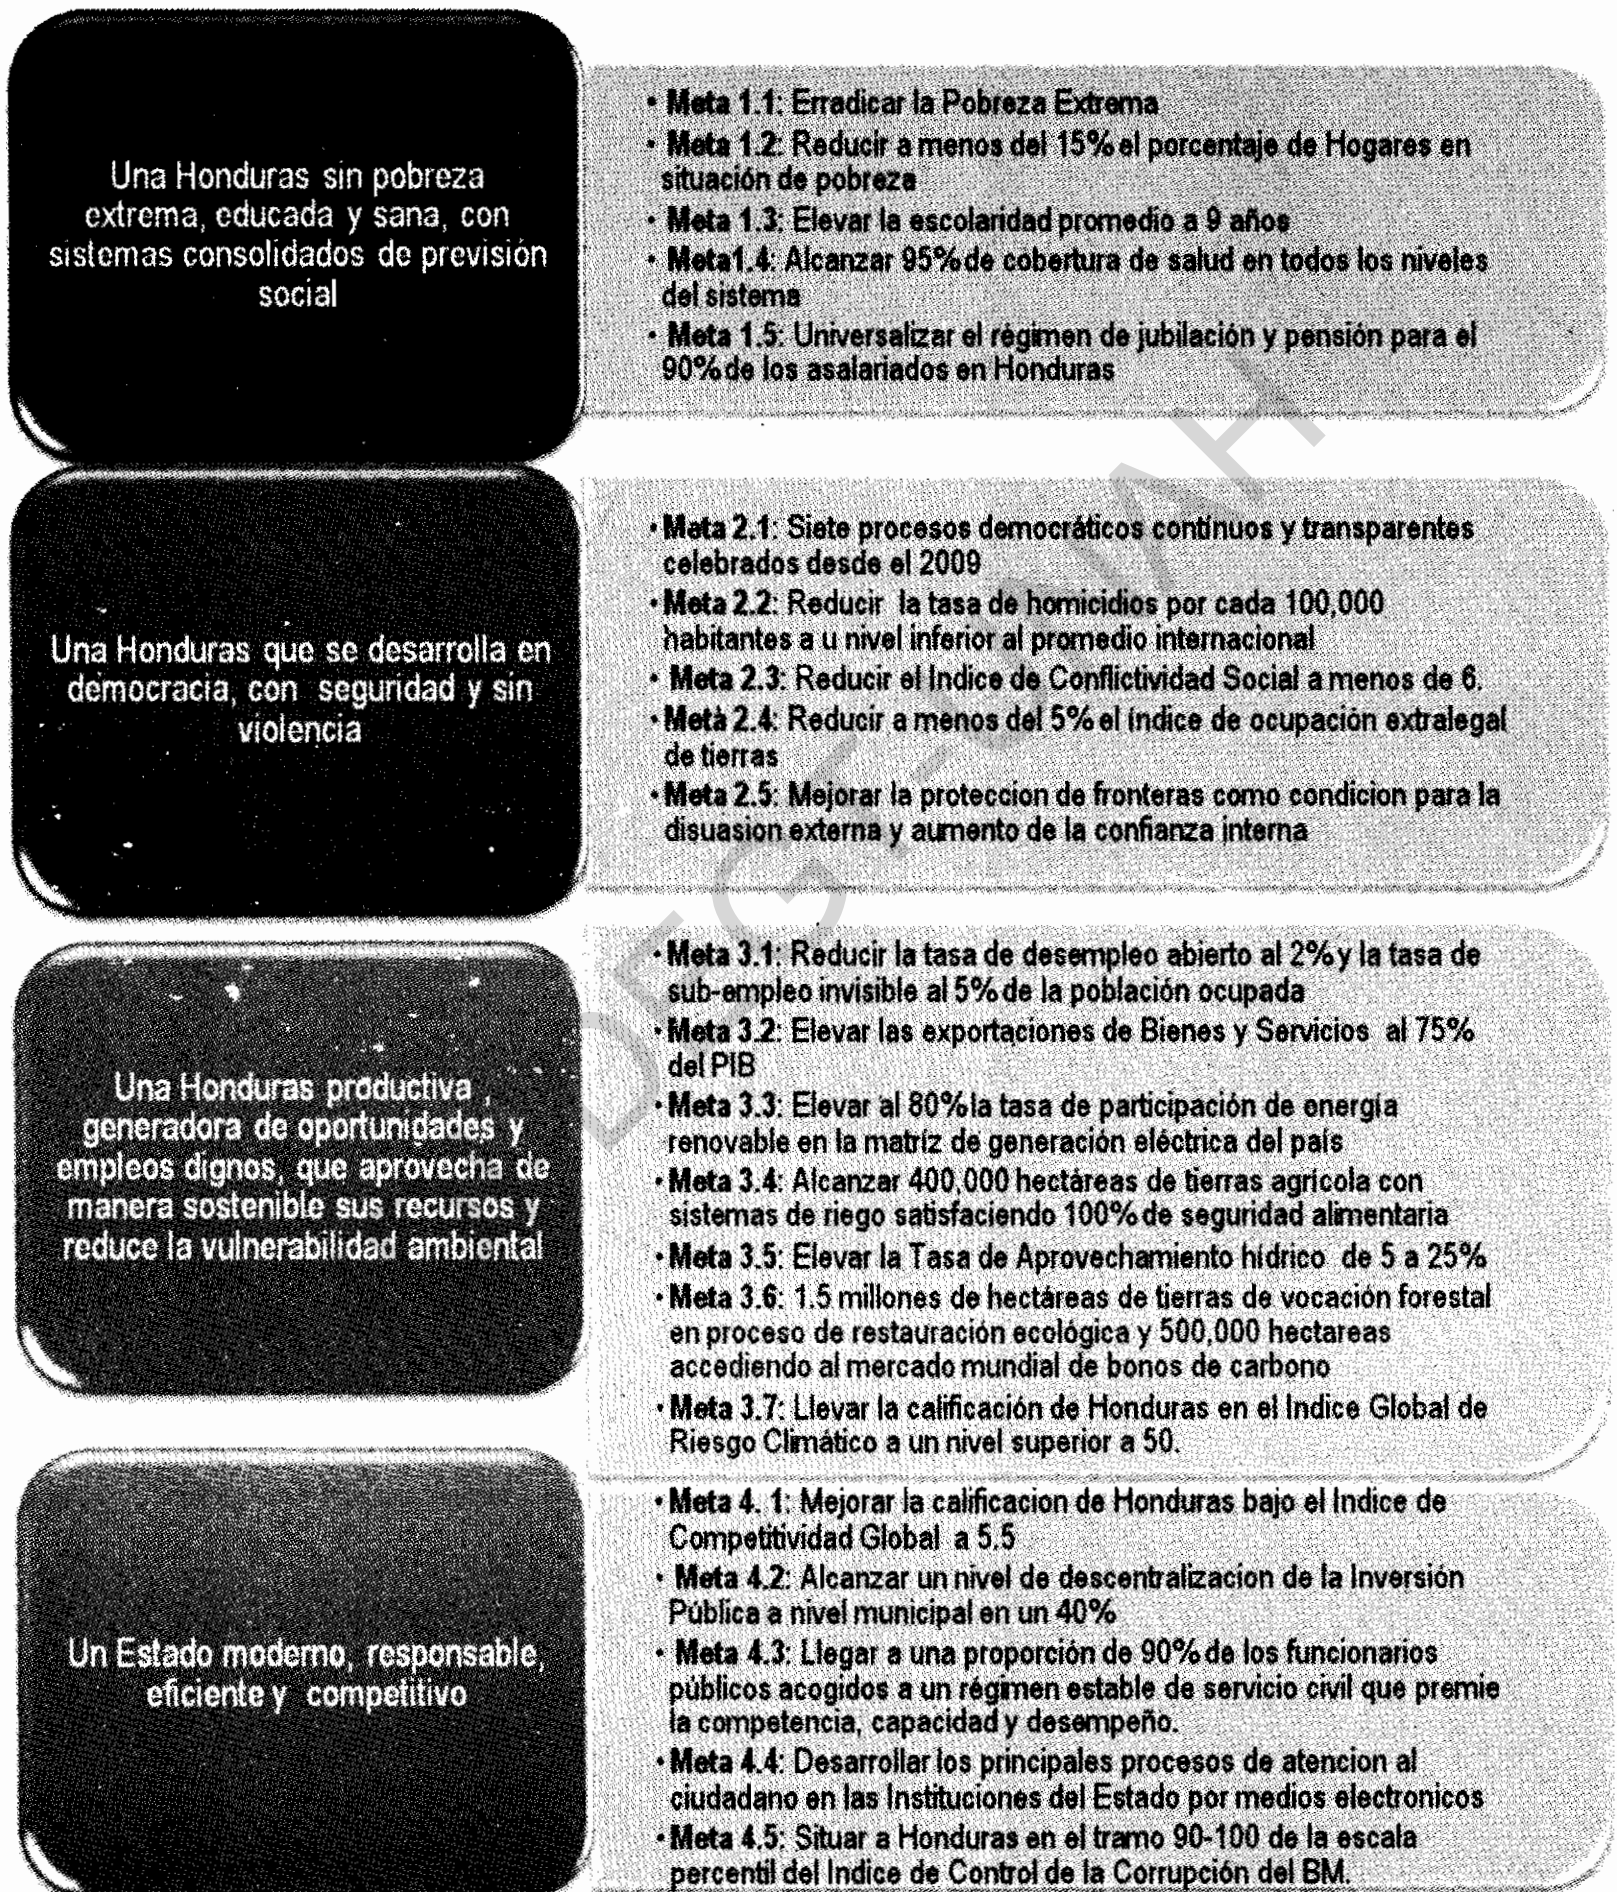 Una Honduras sin pobreza
extrema, educada y sana, con
sistemas consolidados de previsión
social
• Meta 1.1: Erradicar la Pobreza Extrema
• Meta 1.2: Reducir a menos del 15% el porcentaje de Hogares en
situación de pobreza
• Meta 1.3: Elevar la escolaridad promedio a 9 años
• Meta1.4: Alcanzar 95% de cobertura de salud en todos los niveles
del sistema
• Meta 1.5: Universalizar el régimen de jubilación y pensión para el
90% de los asalariados en Honduras
Una Honduras que se desarrolla en
democracia, con seguridad y sin
violencia
• Meta 2.1: Siete procesos democráticos contínuos y transparentes
celebrados desde el 2009
• Meta 2.2: Reducir la tasa de homicidios por cada 100,000
habitantes a u nivel inferior al promedio internacional
• Meta 2.3: Reducir el Indice de Conflictividad Social a menos de 6.
• Meta 2.4: Reducir a menos del 5% el índice de ocupación extralegal
de tierras
• Meta 2.5: Mejorar la proteccion de fronteras como condicion para la
disuasion externa y aumento de la confianza interna
Una Honduras productiva ,
generadora de oportunidades y
empleos dignos, que aprovecha de
manera sostenible sus recursos y
reduce la vulnerabilidad ambiental
• Meta 3.1: Reducir la tasa de desempleo abierto al 2% y la tasa de
sub-empleo invisible al 5% de la población ocupada
• Meta 3.2: Elevar las exportaciones de Bienes y Servicios al 75%
del PIB
• Meta 3.3: Elevar al 80% la tasa de participación de energía
renovable en la matríz de generación eléctrica del país
• Meta 3.4: Alcanzar 400,000 hectáreas de tierras agrícola con
sistemas de riego satisfaciendo 100% de seguridad alimentaria
• Meta 3.5: Elevar la Tasa de Aprovechamiento hídrico de 5 a 25%
• Meta 3.6: 1.5 millones de hectáreas de tierras de vocación forestal
en proceso de restauración ecológica y 500,000 hectareas
accediendo al mercado mundial de bonos de carbono
• Meta 3.7: Llevar la calificación de Honduras en el Indice Global de
Riesgo Climático a un nivel superior a 50.
Un Estado moderno, responsable,
eficiente y competitivo
• Meta 4. 1: Mejorar la calificacion de Honduras bajo el Indice de
Competitividad Global a 5.5
• Meta 4.2: Alcanzar un nivel de descentralizacion de la Inversión
Pública a nivel municipal en un 40%
• Meta 4.3: Llegar a una proporción de 90% de los funcionarios
públicos acogidos a un régimen estable de servicio civil que premie
la competencia, capacidad y desempeño.
• Meta 4.4: Desarrollar los principales procesos de atencion al
ciudadano en las Instituciones del Estado por medios electronicos
• Meta 4.5: Situar a Honduras en el tramo 90-100 de la escala
percentil del Indice de Control de la Corrupción del BM.
DEGT-UNAH